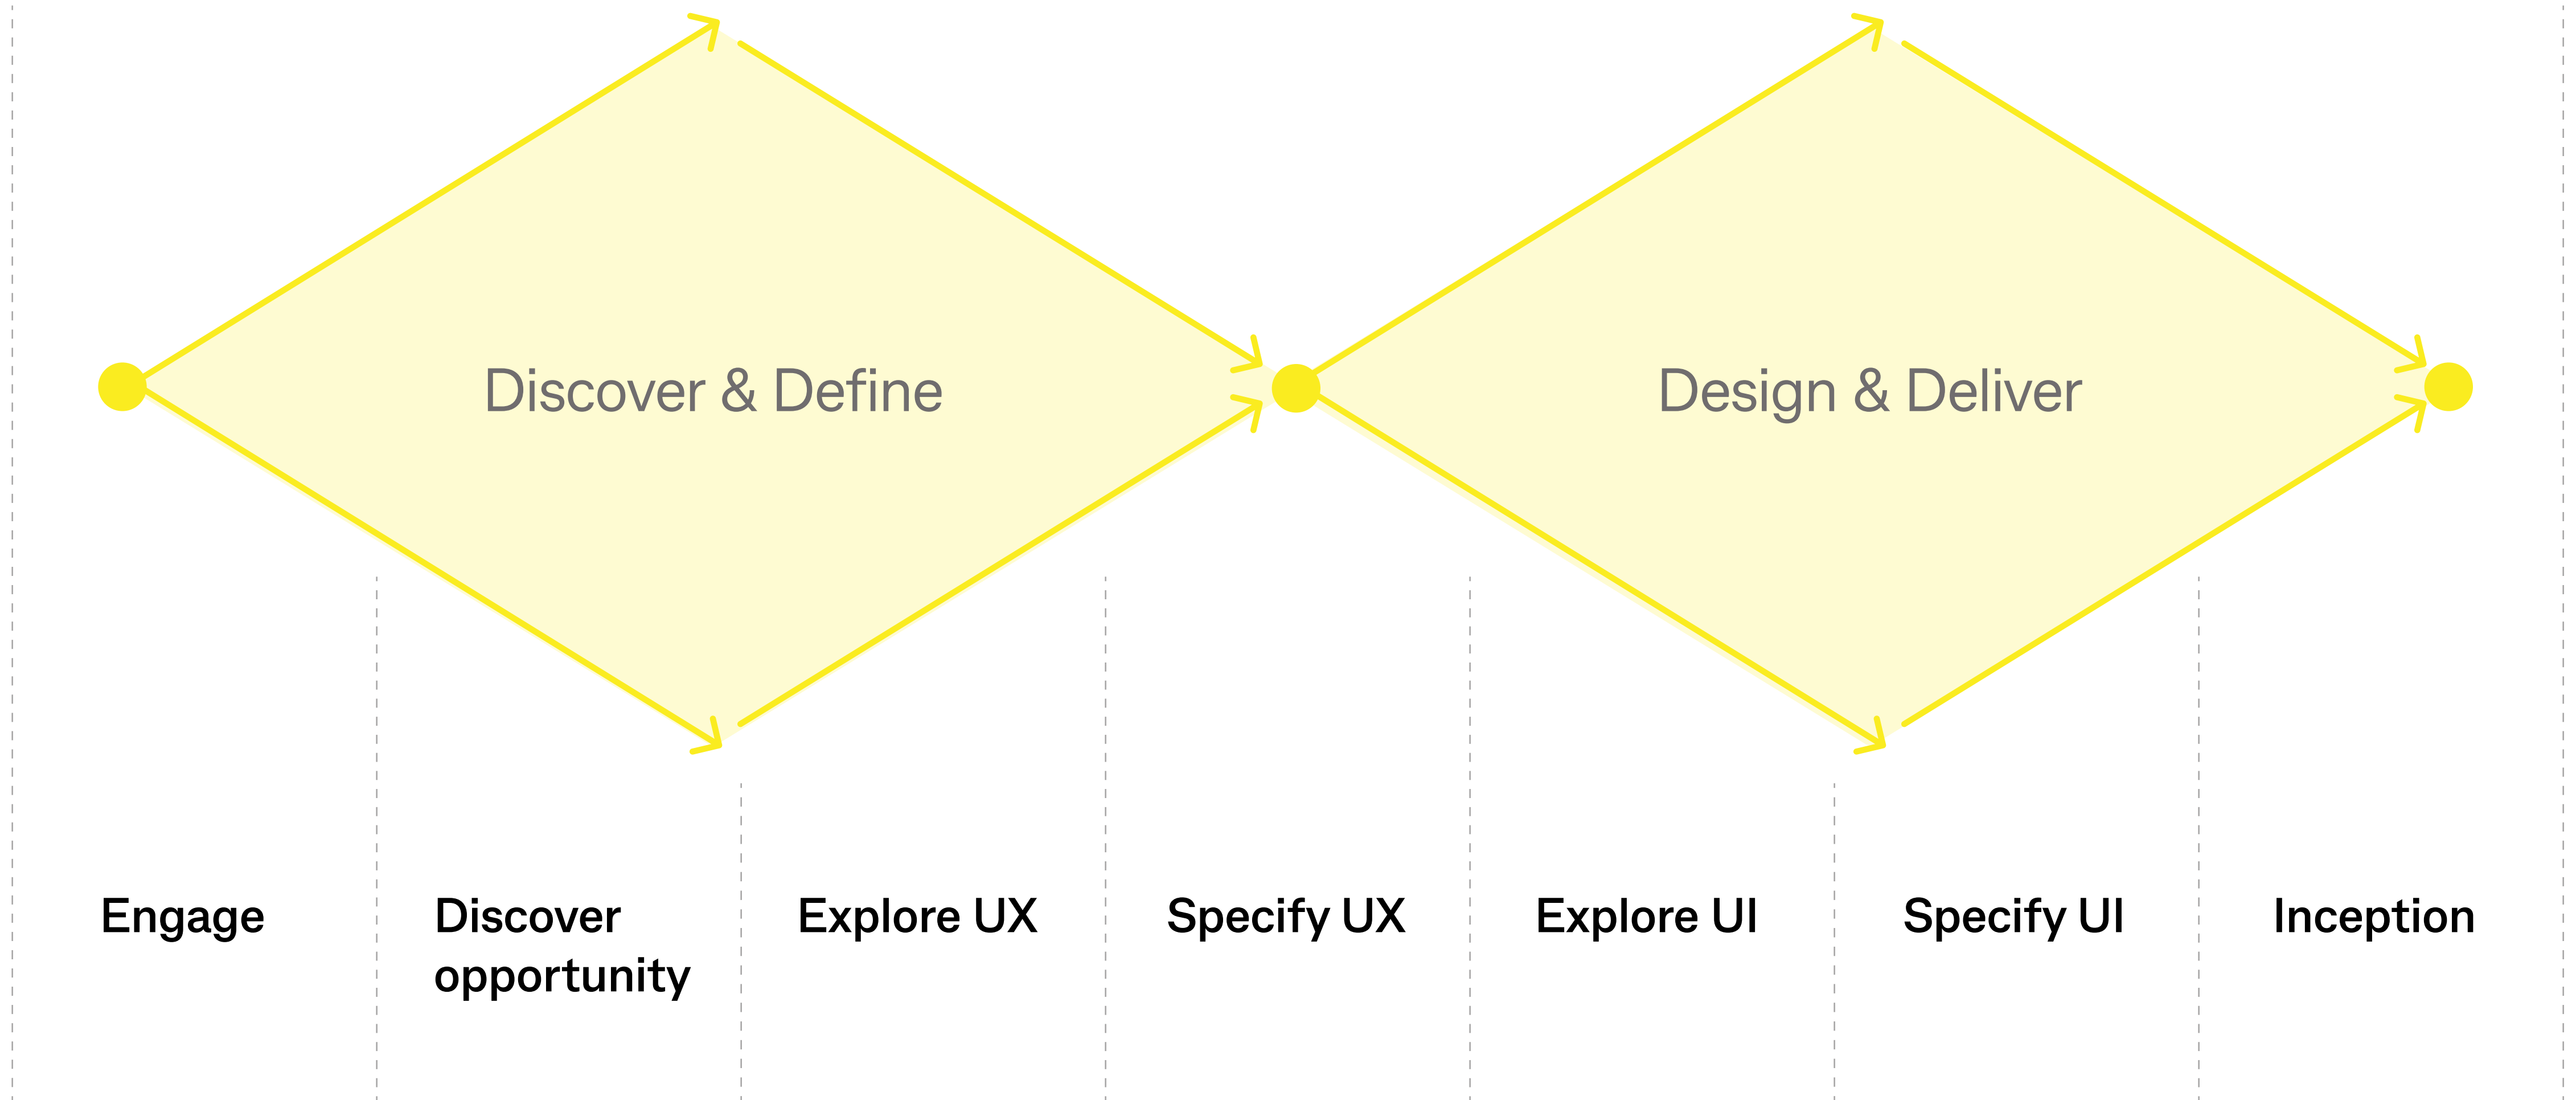 Discover & Define
Design & Deliver
Engage
Discover
opportunity
Explore UX
Specify UX
Explore UI
Specify UI
Inception